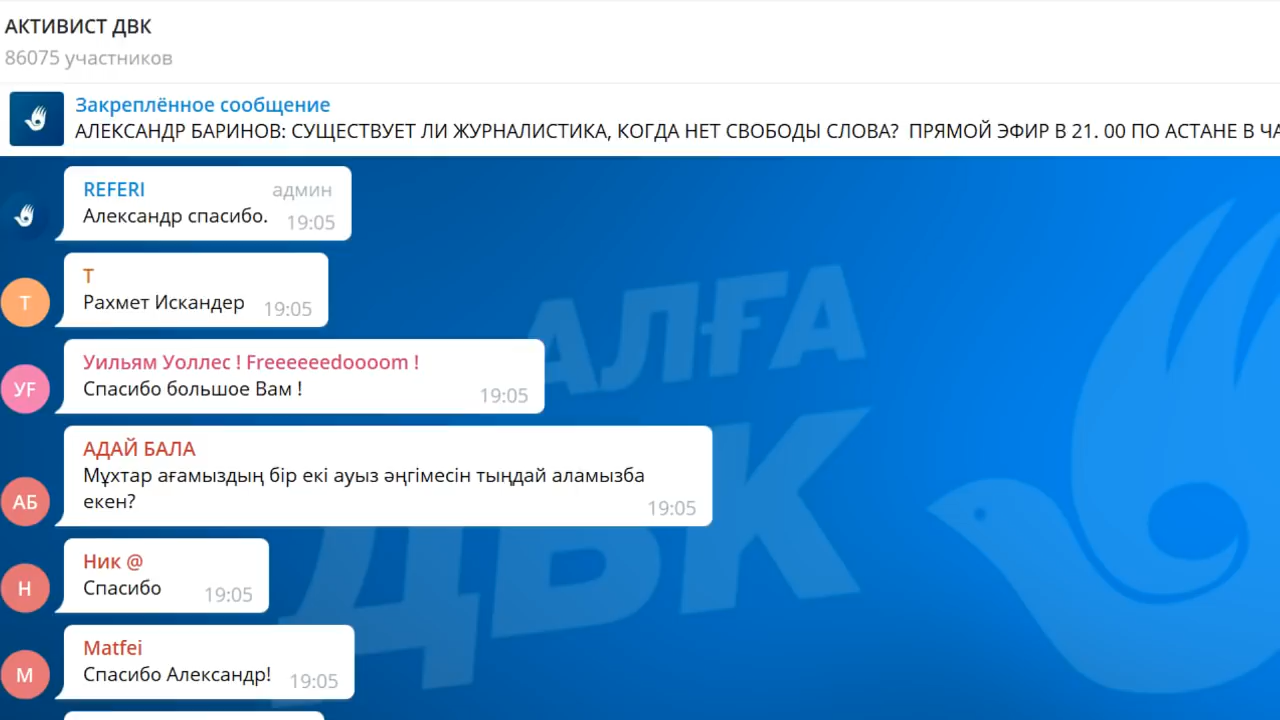 АКТИВИСТ ДВК
86075 участников
Закреплённое сообщение
АЛЕКСАНДР БАРИНОВ: СУЩЕСТВУЕТ ЛИ ЖУРНАЛИСТИКА, КОГДА НЕТ СВОБОДЫ СЛОВА? ПРЯМОЙ ЭФИР В 21. 00 ПО АСТАНЕ В ЧА
REFERI админ
Александр спасибо. 19:05
Т
Т
Рахмет Искандер 19:05
Уильям Уоллес ! Freeeeeedoooom !
УF
Спасибо большое Вам ! 19:05
АДАЙ БАЛА
Мұхтар ағамыздың бір екі ауыз әңгімесін тыңдай аламызба
АБ
екен? 19:05
Ник @
Н
Спасибо 19:05
Matfei
М
Спасибо Александр! 19:05
АЛҒА
ДВК